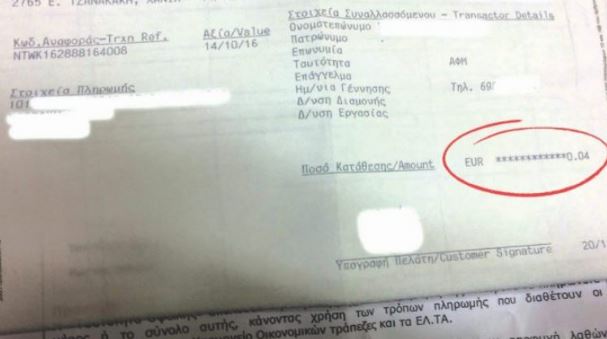 2765 Ε. ΤΖΑΝΑΚΑΚΗ, ΧΑΝΙΑ
Στοιχεία Συναλλασσόμενου - Transactor Details
Κωδ.Αναφοράς-Trxn Ref. Αξία/Value Ονοματεπώνυμο
NTWK162888164008 14/10/16 Πατρώνυμο
Επωνυμία
Ταυτότητα ΑΦΜ
Επάγγελμα
Στοιχεία Πληρωμής Ημ/νια Γέννησης Τηλ. 69
101 Δ/νση Διαμονής
Δ/νση Εργασίας
Ποσό Κατάθεσης/Amount EUR ************0.04
Υπογραφή Πελάτη/Customer Signature 20/1
ή το σύνολο αυτής, κάνοντας χρήση των τρόπων πληρωμής που διαθέτουν οι
Οικονομικών τράπεζες και τα ΕΛ.ΤΑ.
λαθών